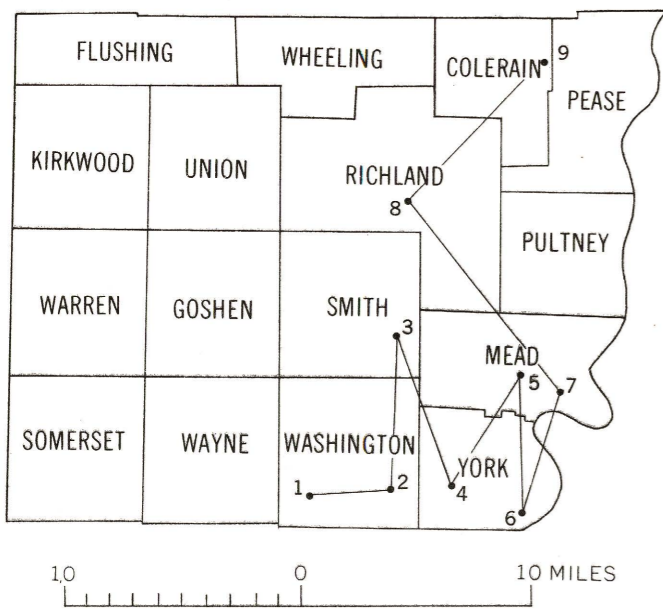 FLUSHING
WHEELING
COLERAIN
9
PEASE
KIRKWOOD
UNION
RICHLAND
8
PULTNEY
WARREN
GOSHEN
SMITH
3
MEAD
5
7
SOMERSET
WAYNE
WASHINGTON
YORK
1
2
4
6
10 0 10 MILES